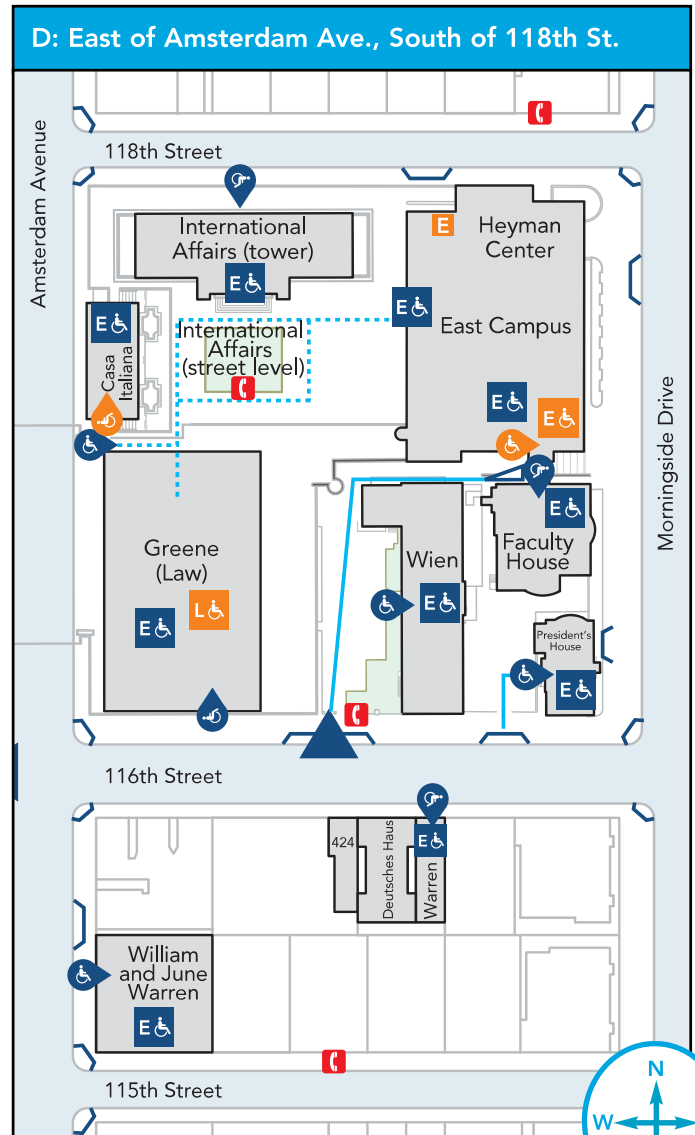 D: East of Amsterdam Ave., South of 118th St.
Amsterdam Avenue
118th Street
International
Affairs (tower)
E
E
Heyman
Center
E
East Campus
International
Affairs
(street level)
E
Casa
Italiana
E
E
Morningside Drive
Greene
(Law)
E
L
Wien
E
E
Faculty
House
President's
House
E
116th Street
424
Deutsches Haus
E
Warren
William
and June
Warren
E
115th Street
N
W